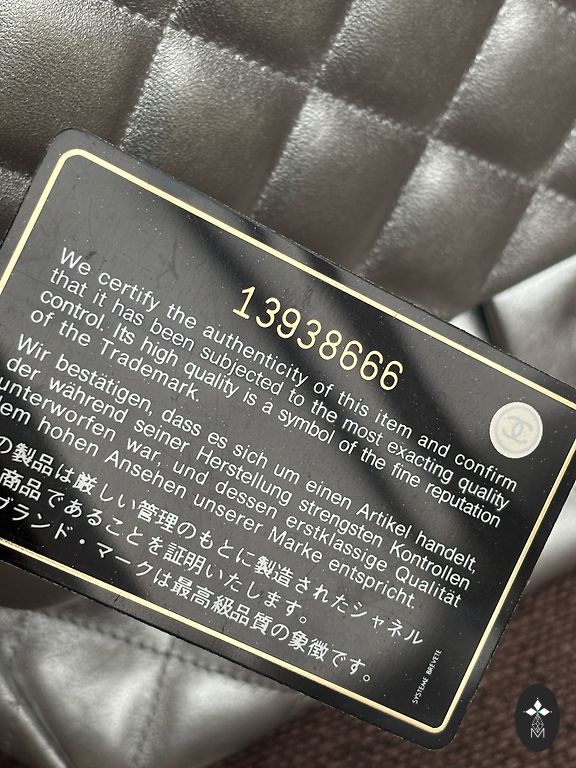 13938666
We certify the authenticity of this item and confirm
that it has been subjected to the most exacting quality
control. Its high quality is a symbol of the fine reputation
of the Trademark.
Wir bestätigen, dass es sich um einen Artikel handelt,
der während seiner Herstellung strengsten Kontrollen
unterworfen war, und dessen erstklassige Qualität
dem hohen Ansehen unserer Marke entspricht.
の製品は厳しい管理のもとに製造されたシャネル
商品であることを証明いたします。
ブランド・マークは最高級品質の象徴です。
SYSTEME BREVETE
M